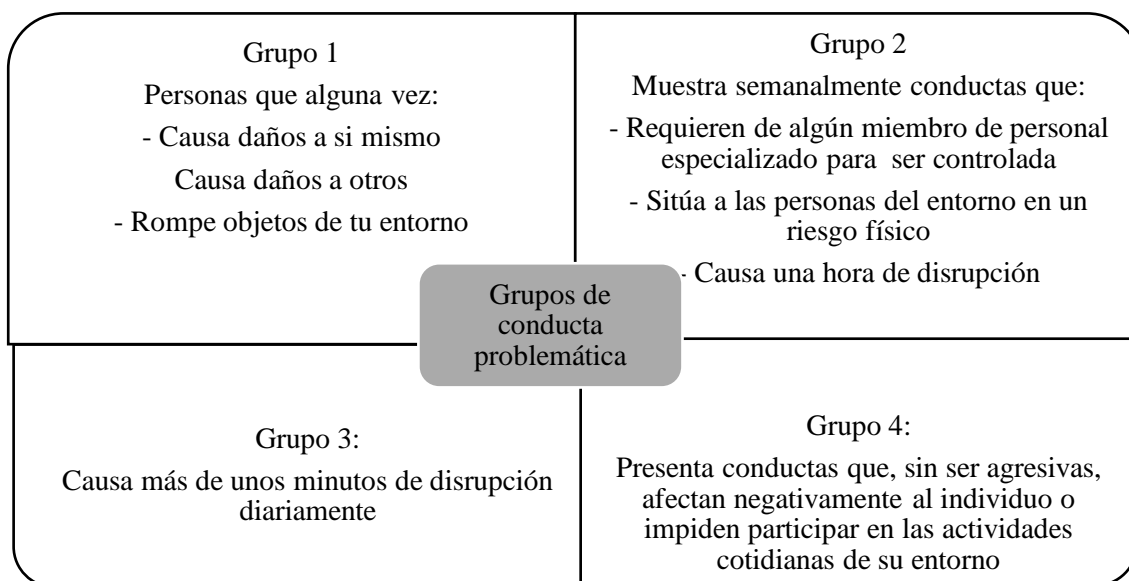 Grupo 1
Personas que alguna vez:
- Causa daños a si mismo
Causa daños a otros
- Rompe objetos de tu entorno
Grupo 2
Muestra semanalmente conductas que:
- Requieren de algún miembro de personal
especializado para ser controlada
- Sitúa a las personas del entorno en un
riesgo físico
- Causa una hora de disrupción
Grupos de
conducta
problemática
Grupo 3:
Causa más de unos minutos de disrupción
diariamente
Grupo 4:
Presenta conductas que, sin ser agresivas,
afectan negativamente al individuo o
impiden participar en las actividades
cotidianas de su entorno